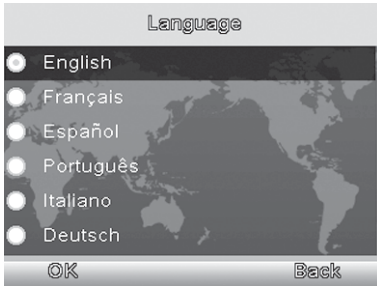 Language
English
Français
Español
Português
Italiano
Deutsch
OK Back